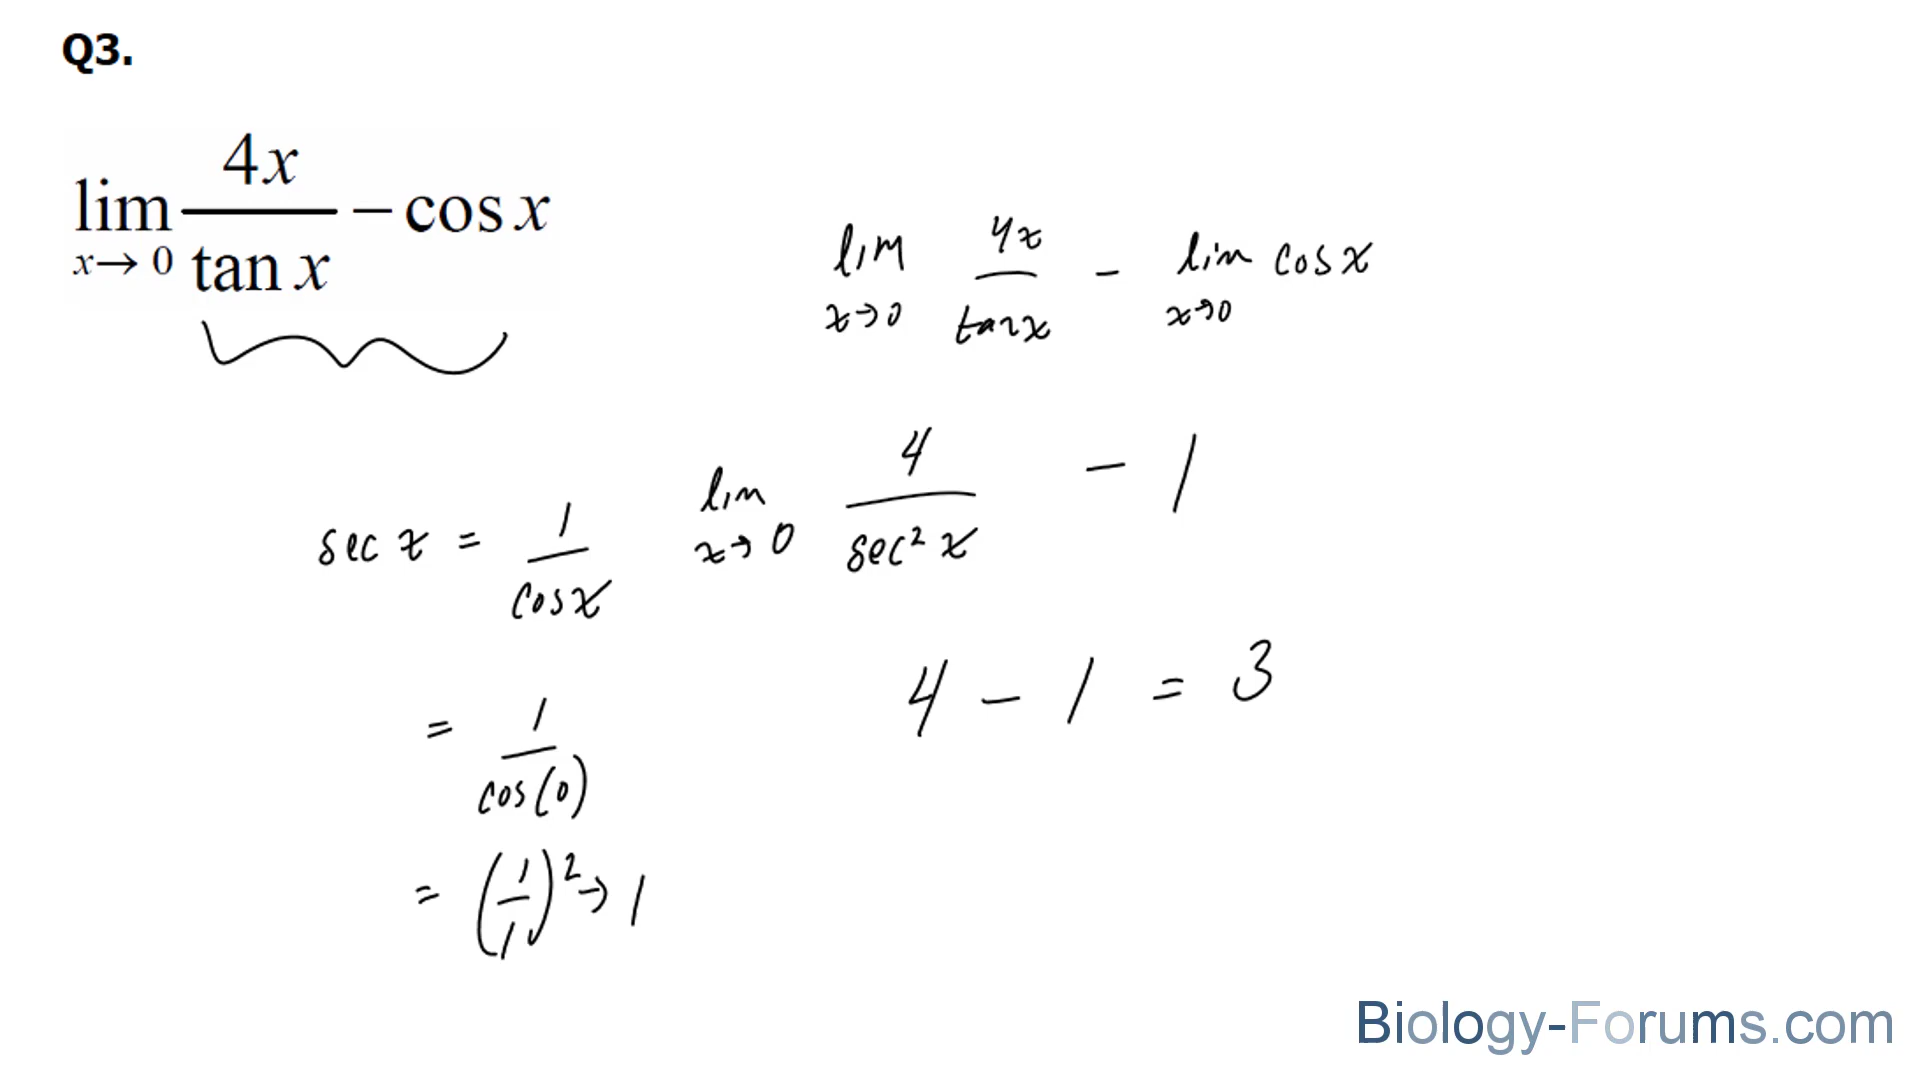 Q3.
lim x→0 4x/tan x − cos x
lim x→0 4x/tan x − lim x→0 cos x
lim x→0 4/sec² x − 1
sec x = 1/cos x
4 − 1 = 3
= 1/cos(0)
= (1/1)² → 1
Biology-Forums.com